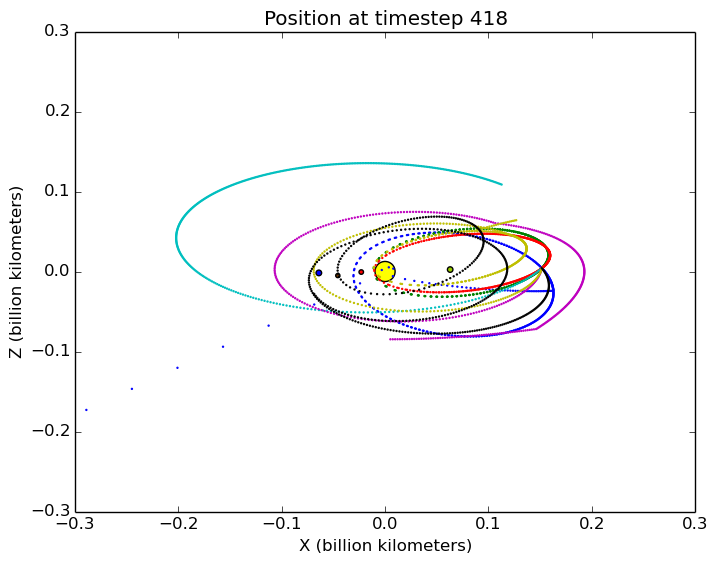 Position at timestep 418
0.3
0.2
0.1
0.0
−0.1
−0.2
−0.3
Z (billion kilometers)
−0.3 −0.2 −0.1 0.0 0.1 0.2 0.3
X (billion kilometers)